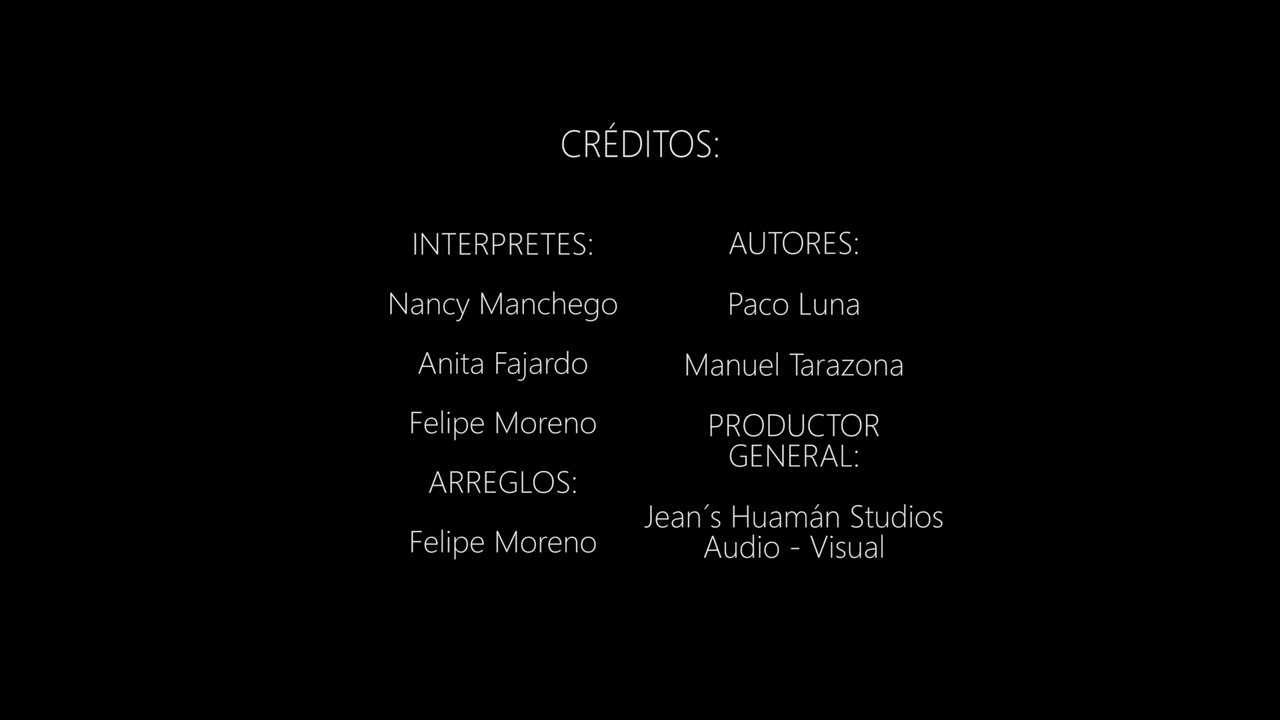 CRÉDITOS:
INTERPRETES:
Nancy Manchego
Anita Fajardo
Felipe Moreno
ARREGLOS:
Felipe Moreno
AUTORES:
Paco Luna
Manuel Tarazona
PRODUCTOR
GENERAL:
Jean´s Huamán Studios
Audio - Visual